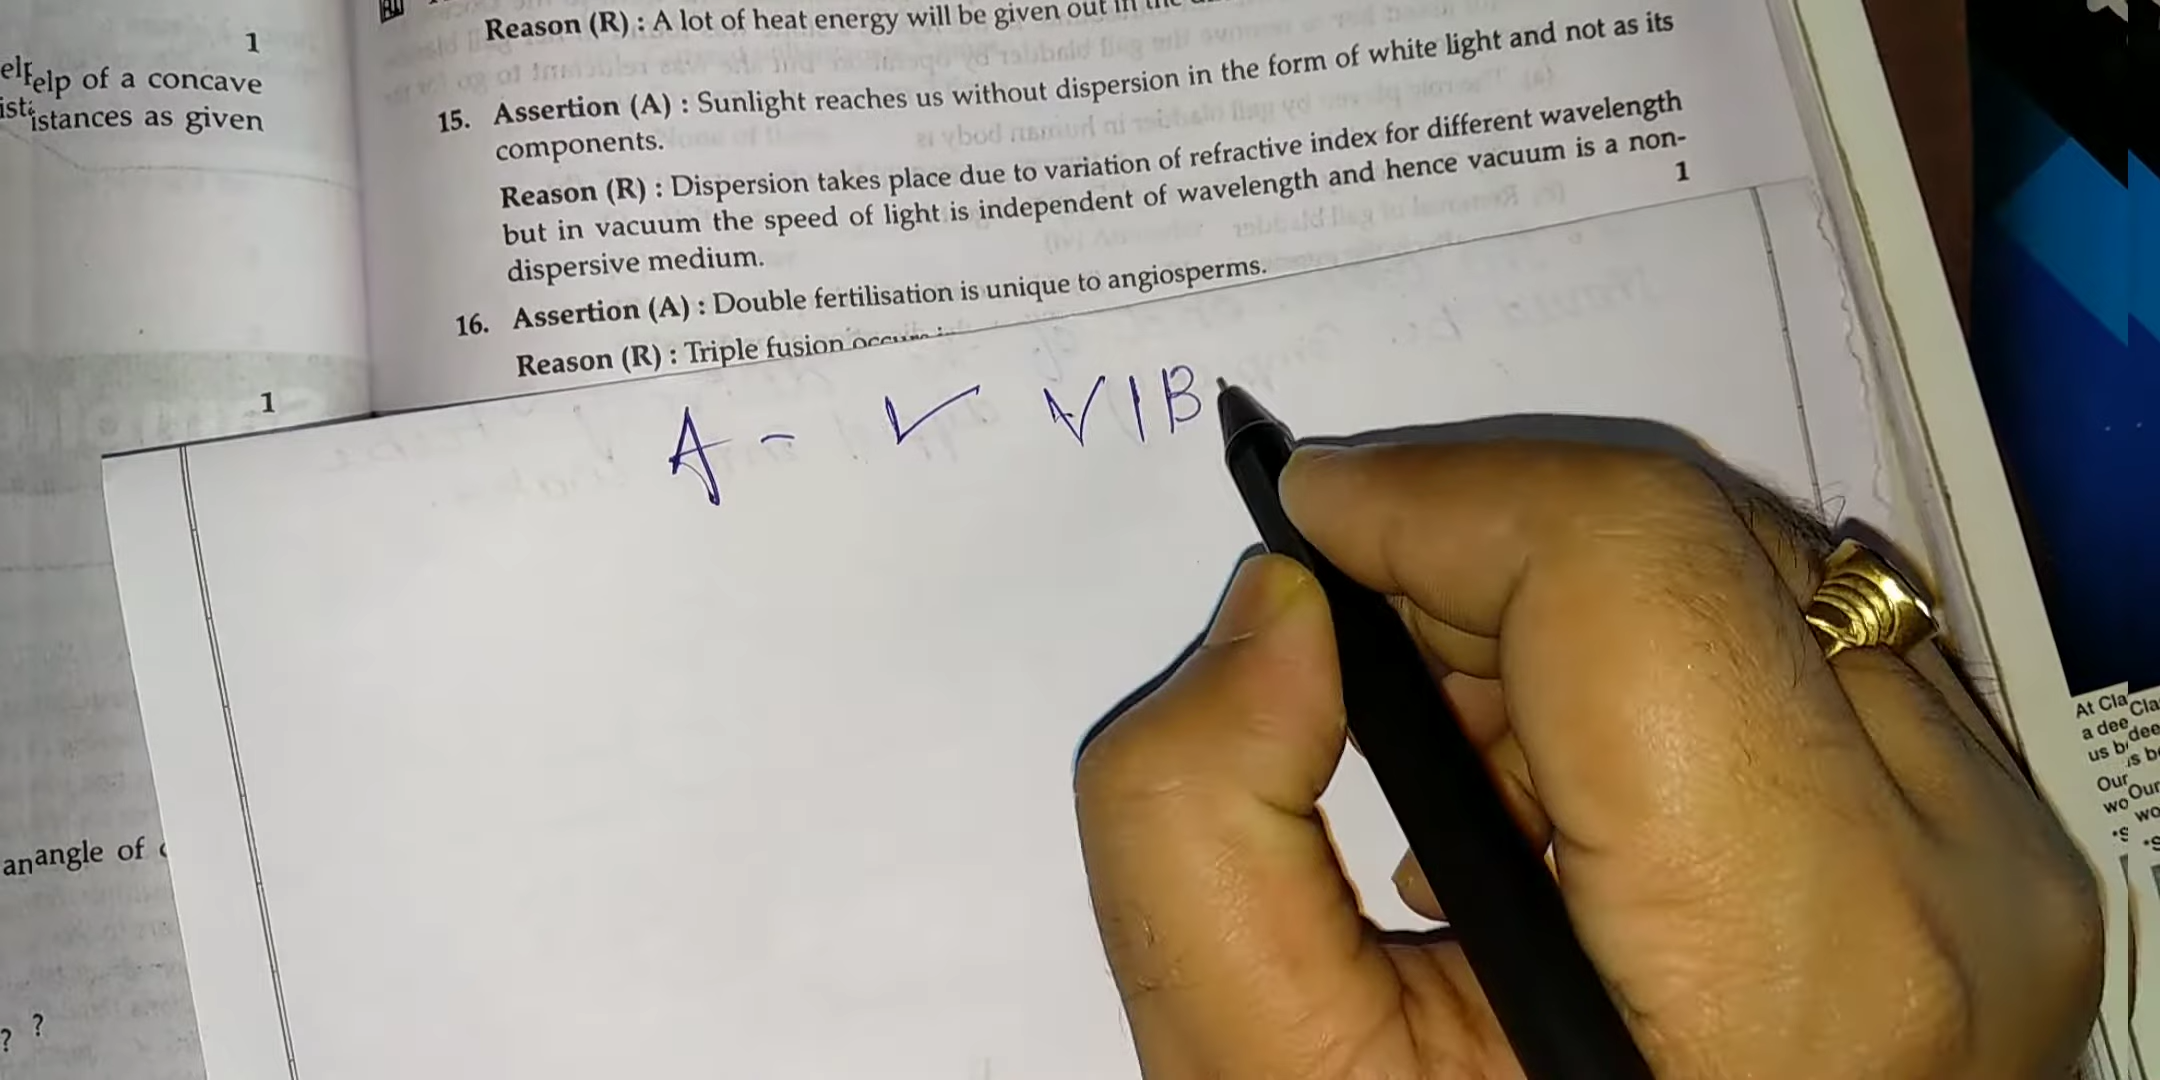 1
elp of a concave
istances as given
1
angle of
?
Reason (R) : A lot of heat energy will be given out in the
15. Assertion (A) : Sunlight reaches us without dispersion in the form of white light and not as its
components.
Reason (R) : Dispersion takes place due to variation of refractive index for different wavelength
but in vacuum the speed of light is independent of wavelength and hence vacuum is a non-
dispersive medium.
1
16. Assertion (A) : Double fertilisation is unique to angiosperms.
Reason (R) : Triple fusion
A - ✓ VIB
At Cla
a dee
us b
Our
wo